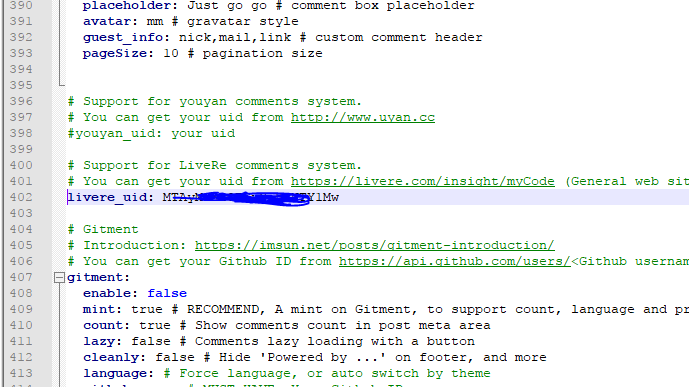 390 placeholder: Just go go # comment box placeholder
391 avatar: mm # gravatar style
392 guest_info: nick,mail,link # custom comment header
393 pageSize: 10 # pagination size
394
395
396 # Support for youyan comments system.
397 # You can get your uid from http://www.uyan.cc
398 #youyan_uid: your uid
399
400 # Support for LiveRe comments system.
401 # You can get your uid from https://livere.com/insight/myCode (General web sit
402 livere_uid:
403
404 # Gitment
405 # Introduction: https://imsun.net/posts/gitment-introduction/
406 # You can get your Github ID from https://api.github.com/users/<Github usernam
407 gitment:
408 enable: false
409 mint: true # RECOMMEND, A mint on Gitment, to support count, language and pr
410 count: true # Show comments count in post meta area
411 lazy: false # Comments lazy loading with a button
412 cleanly: false # Hide 'Powered by ...' on footer, and more
413 language: # Force language, or auto switch by theme